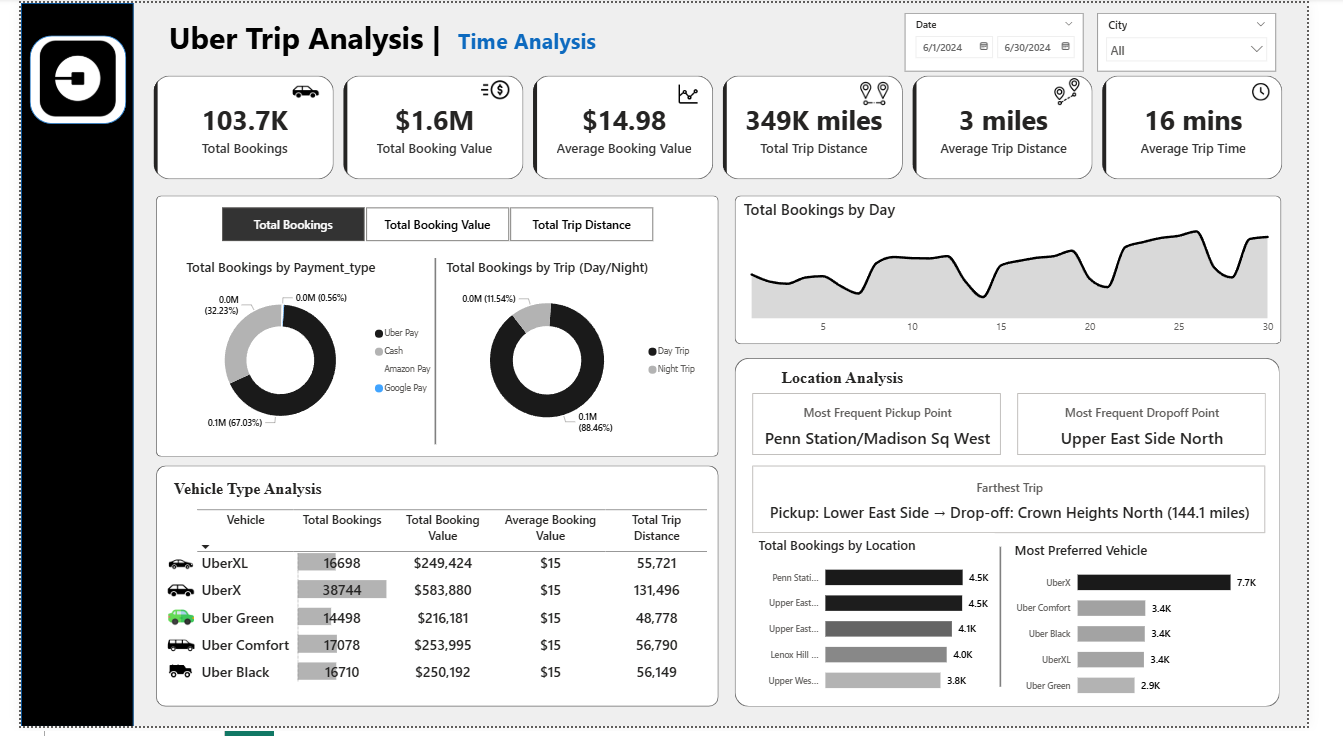 Uber Trip Analysis | Time Analysis
Date
6/1/2024 6/30/2024
City
All
103.7K
Total Bookings
$1.6M
Total Booking Value
$14.98
Average Booking Value
349K miles
Total Trip Distance
3 miles
Average Trip Distance
16 mins
Average Trip Time
Total Bookings Total Booking Value Total Trip Distance
Total Bookings by Payment_type
0.0M
(32.23%)
0.0M (0.56%)
0.1M (67.03%)
Uber Pay
Cash
Amazon Pay
Google Pay
Total Bookings by Trip (Day/Night)
0.0M (11.54%)
0.1M
(88.46%)
Day Trip
Night Trip
Total Bookings by Day
5 10 15 20 25 30
Vehicle Type Analysis
Vehicle Total Bookings Total Booking Value Average Booking Value Total Trip Distance
UberXL 16698 $249,424 $15 55,721
UberX 38744 $583,880 $15 131,496
Uber Green 14498 $216,181 $15 48,778
Uber Comfort 17078 $253,995 $15 56,790
Uber Black 16710 $250,192 $15 56,149
Location Analysis
Most Frequent Pickup Point
Penn Station/Madison Sq West
Most Frequent Dropoff Point
Upper East Side North
Farthest Trip
Pickup: Lower East Side → Drop-off: Crown Heights North (144.1 miles)
Total Bookings by Location
Penn Stati... 4.5K
Upper East... 4.5K
Upper East... 4.1K
Lenox Hill ... 4.0K
Upper Wes... 3.8K
Most Preferred Vehicle
UberX 7.7K
Uber Comfort 3.4K
Uber Black 3.4K
UberXL 3.4K
Uber Green 2.9K